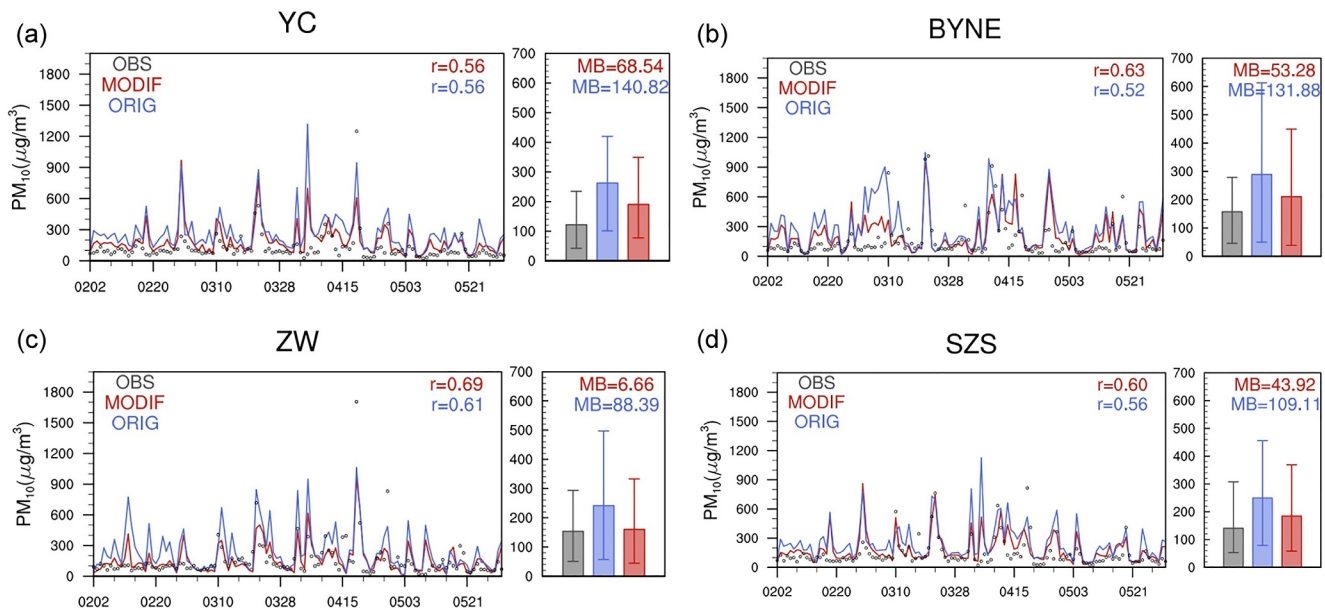 (a) YC
PM10(μg/m3)
OBS
MODIF
ORIG
r=0.56
r=0.56
1800
1500
1200
900
600
300
0
0202 0220 0310 0328 0415 0503 0521
MB=68.54
MB=140.82
700
600
500
400
300
200
100
0
(b) BYNE
PM10(μg/m3)
OBS
MODIF
ORIG
r=0.63
r=0.52
1800
1500
1200
900
600
300
0
0202 0220 0310 0328 0415 0503 0521
MB=53.28
MB=131.88
700
600
500
400
300
200
100
0
(c) ZW
PM10(μg/m3)
OBS
MODIF
ORIG
r=0.69
r=0.61
1800
1500
1200
900
600
300
0
0202 0220 0310 0328 0415 0503 0521
MB=6.66
MB=88.39
700
600
500
400
300
200
100
0
(d) SZS
PM10(μg/m3)
OBS
MODIF
ORIG
r=0.60
r=0.56
1800
1500
1200
900
600
300
0
0202 0220 0310 0328 0415 0503 0521
MB=43.92
MB=109.11
700
600
500
400
300
200
100
0